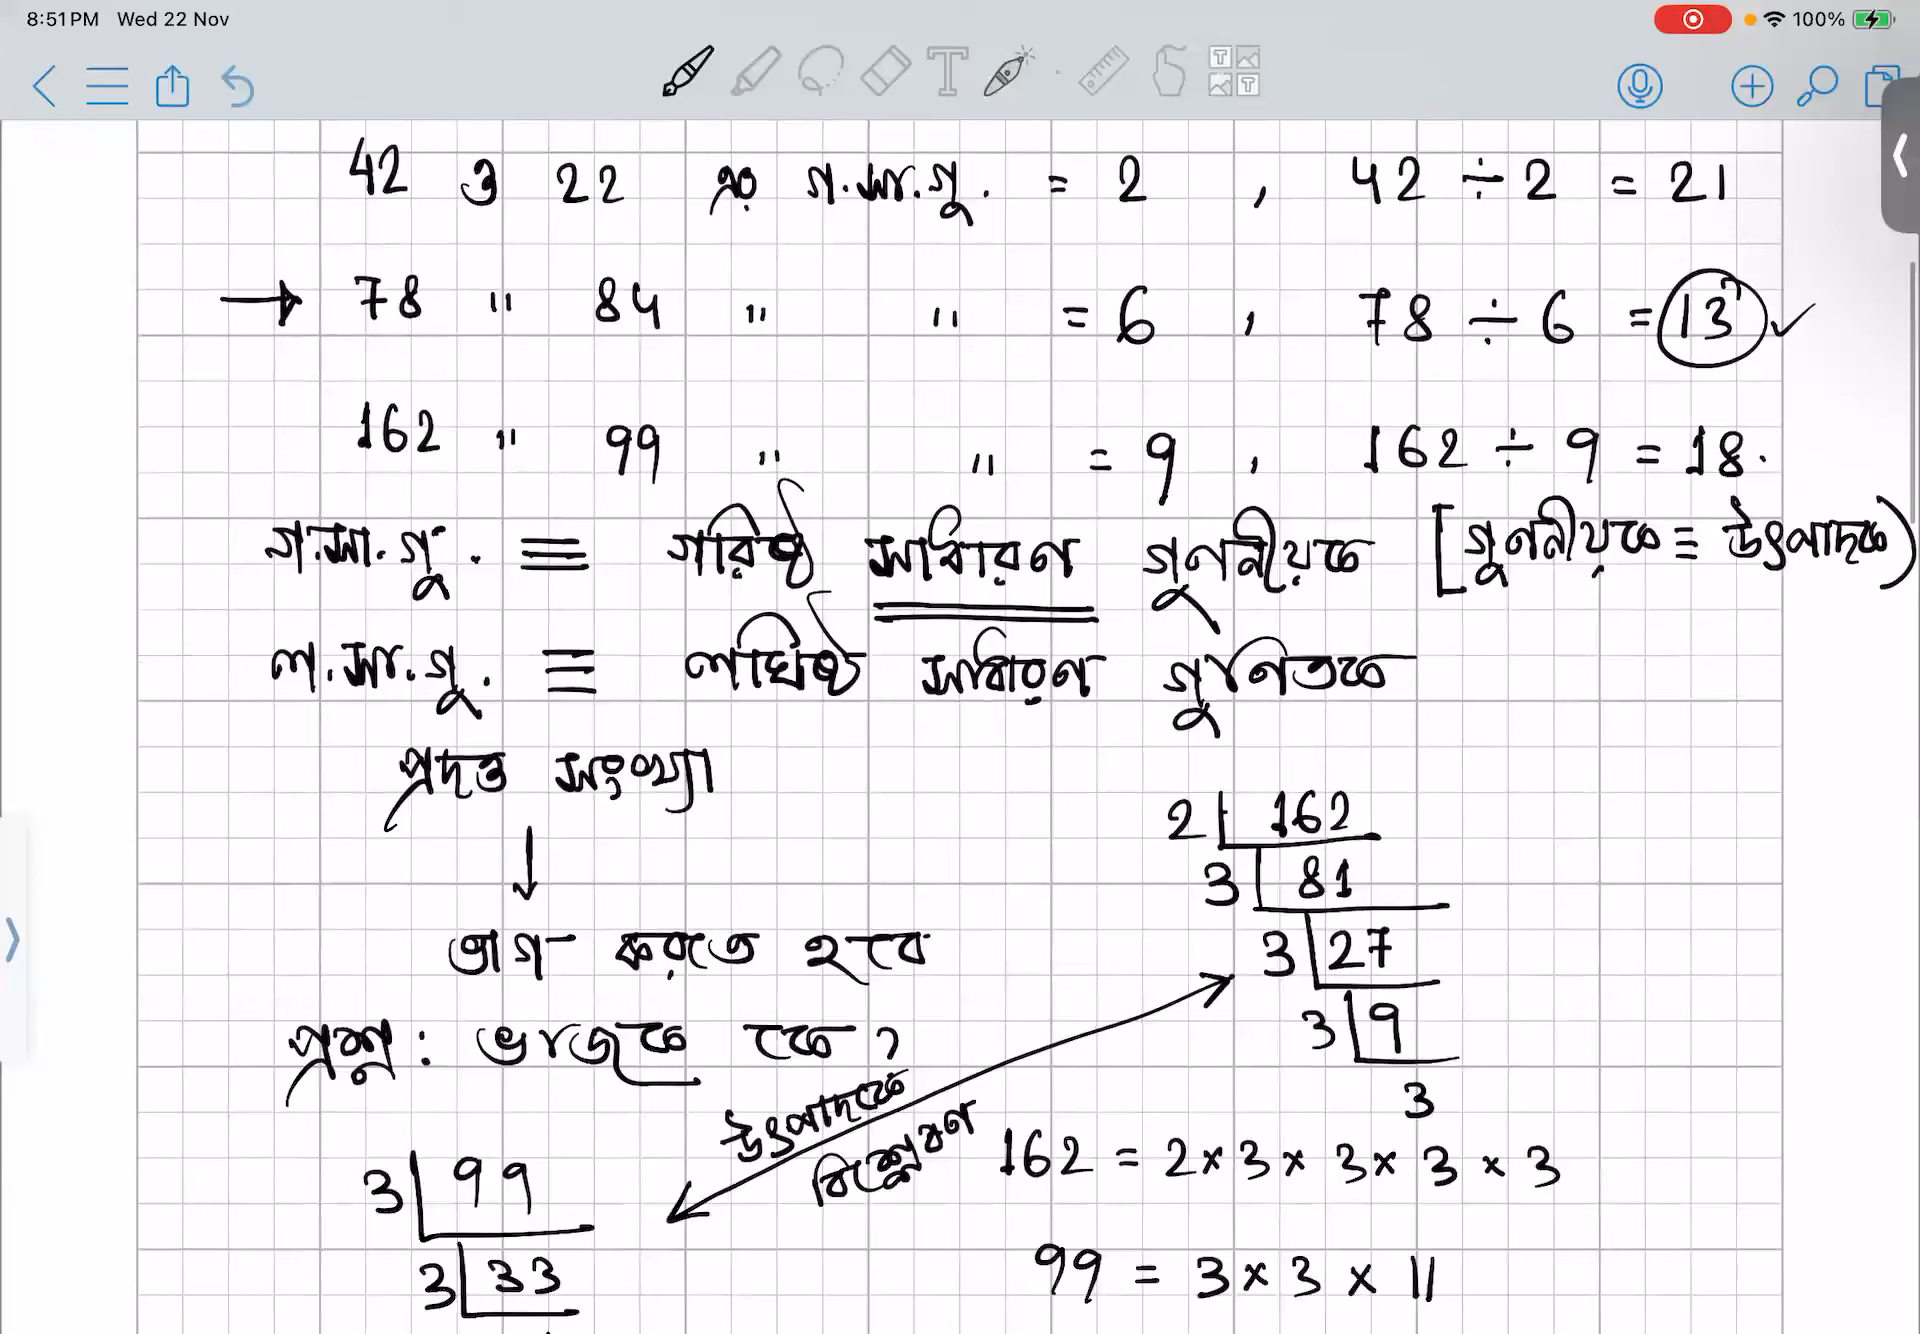 8:51 PM Wed 22 Nov 100%
42 ও 22 এর গ.সা.গু. = 2 , 42 ÷ 2 = 21
→ 78 " 84 " " = 6 , 78 ÷ 6 = 13 ✓
162 " 99 " " = 9 , 162 ÷ 9 = 18.
গ.সা.গু. ≡ গরিষ্ঠ সাধারণ গুণনীয়ক [গুণনীয়ক ≡ উৎপাদক)
ল.সা.গু. ≡ লঘিষ্ঠ সাধারণ গুণিতক
প্রদত্ত সংখ্যা
↓
ভাগ করতে হবে
প্রশ্ন : ভাজক কে ?
উৎপাদকে
বিশ্লেষণ
2 162
3 81
3 27
3 9
3
162 = 2 × 3 × 3 × 3 × 3
3 99
3 33
99 = 3 × 3 × 11